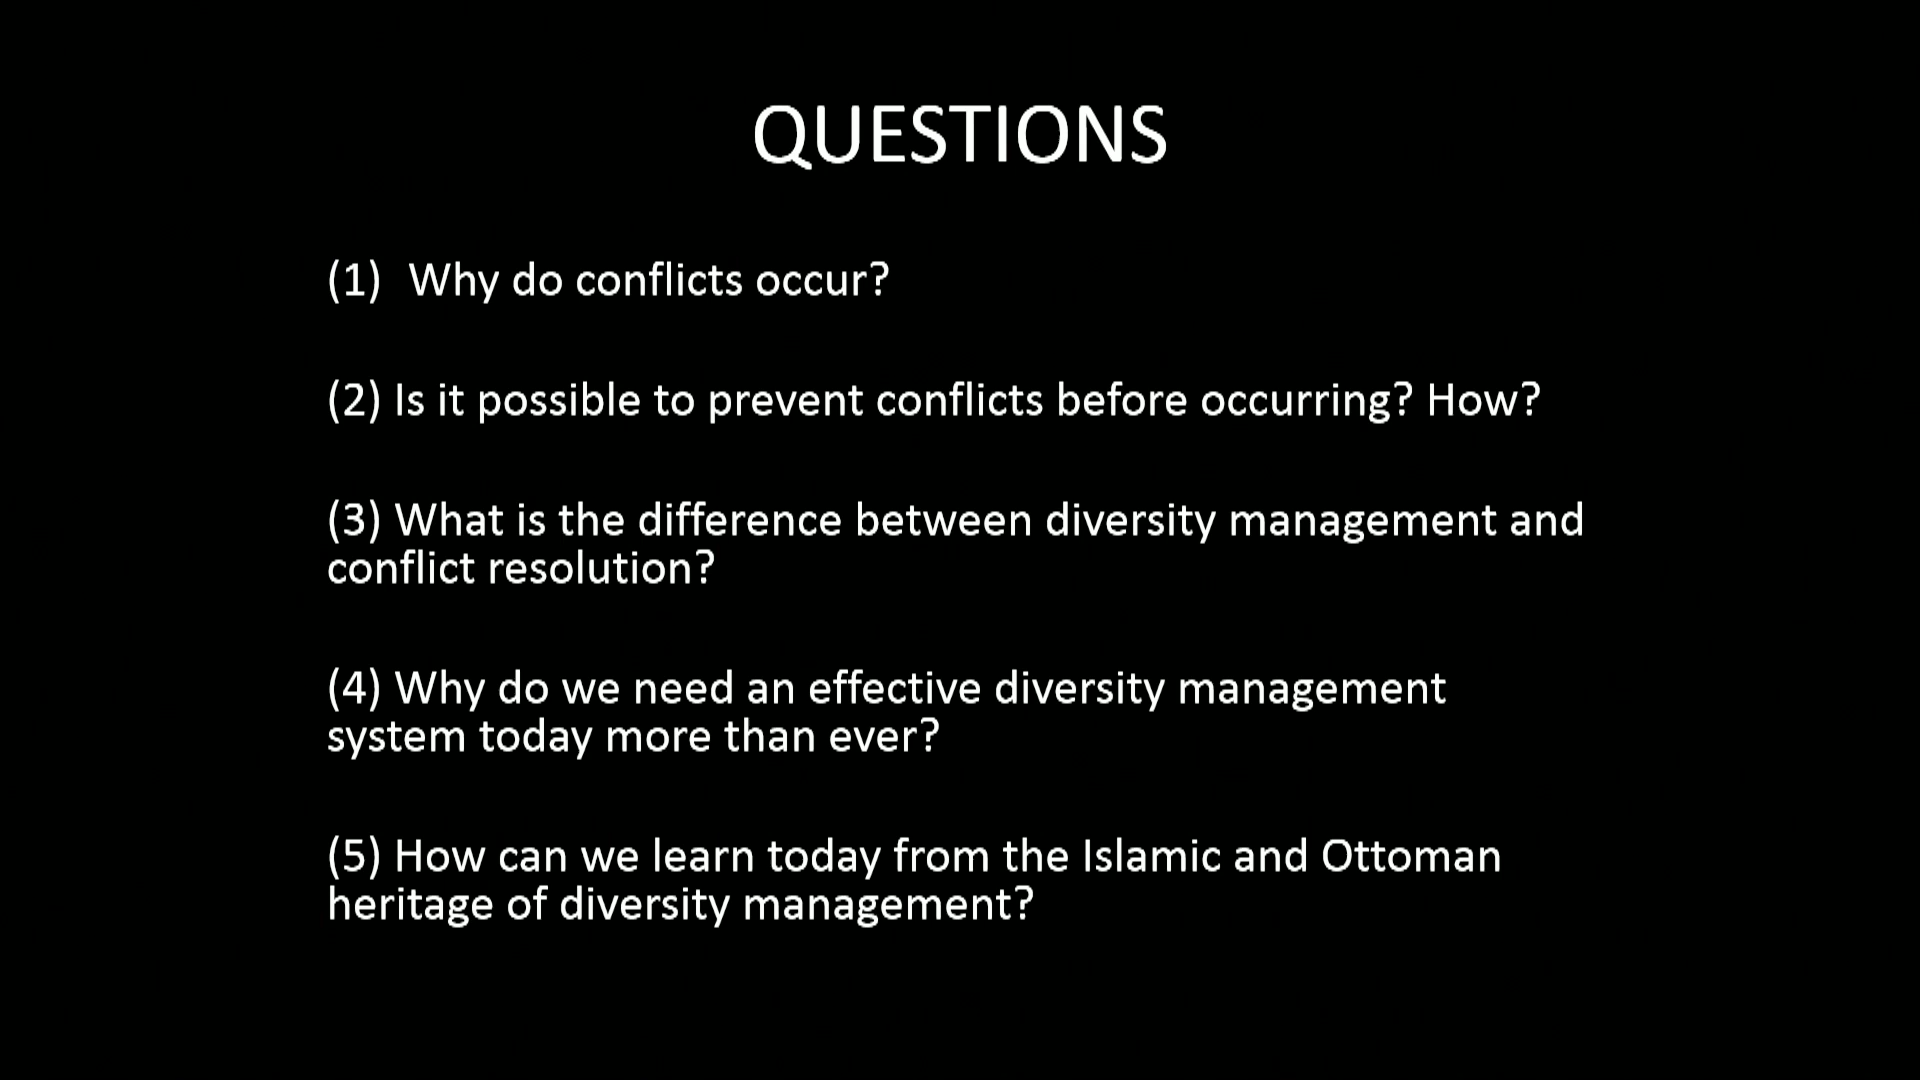 QUESTIONS
(1) Why do conflicts occur?
(2) Is it possible to prevent conflicts before occurring? How?
(3) What is the difference between diversity management and
conflict resolution?
(4) Why do we need an effective diversity management
system today more than ever?
(5) How can we learn today from the Islamic and Ottoman
heritage of diversity management?